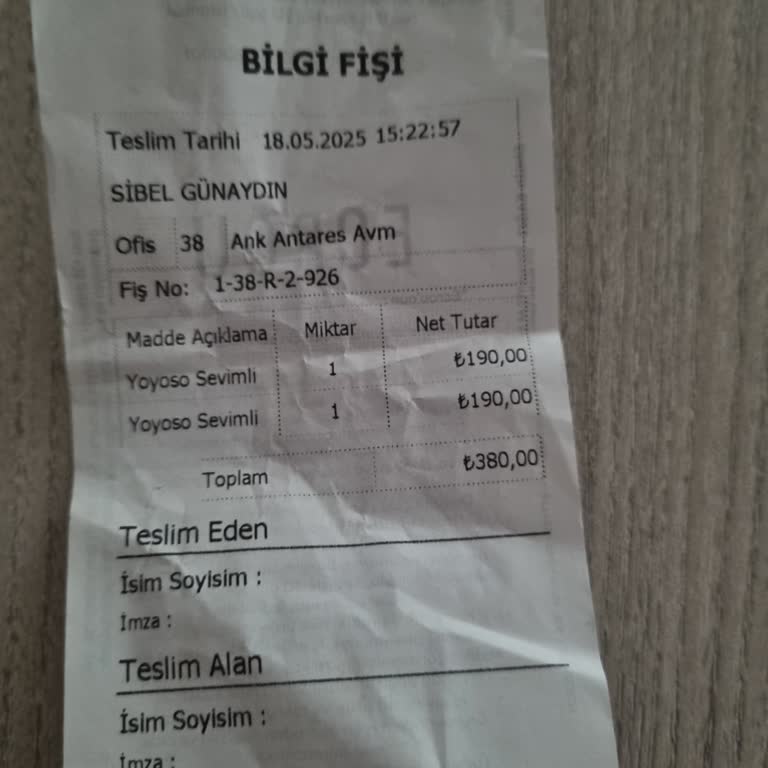 BİLGİ FİŞİ
Teslim Tarihi 18.05.2025 15:22:57
SİBEL GÜNAYDIN
Ofis 38 Ank Antares Avm
Fiş No: 1-38-R-2-926
Madde Açıklama Miktar Net Tutar
Yoyoso Sevimli 1 ₺190,00
Yoyoso Sevimli 1 ₺190,00
Toplam ₺380,00
Teslim Eden
İsim Soyisim :
İmza :
Teslim Alan
İsim Soyisim :
İmza :